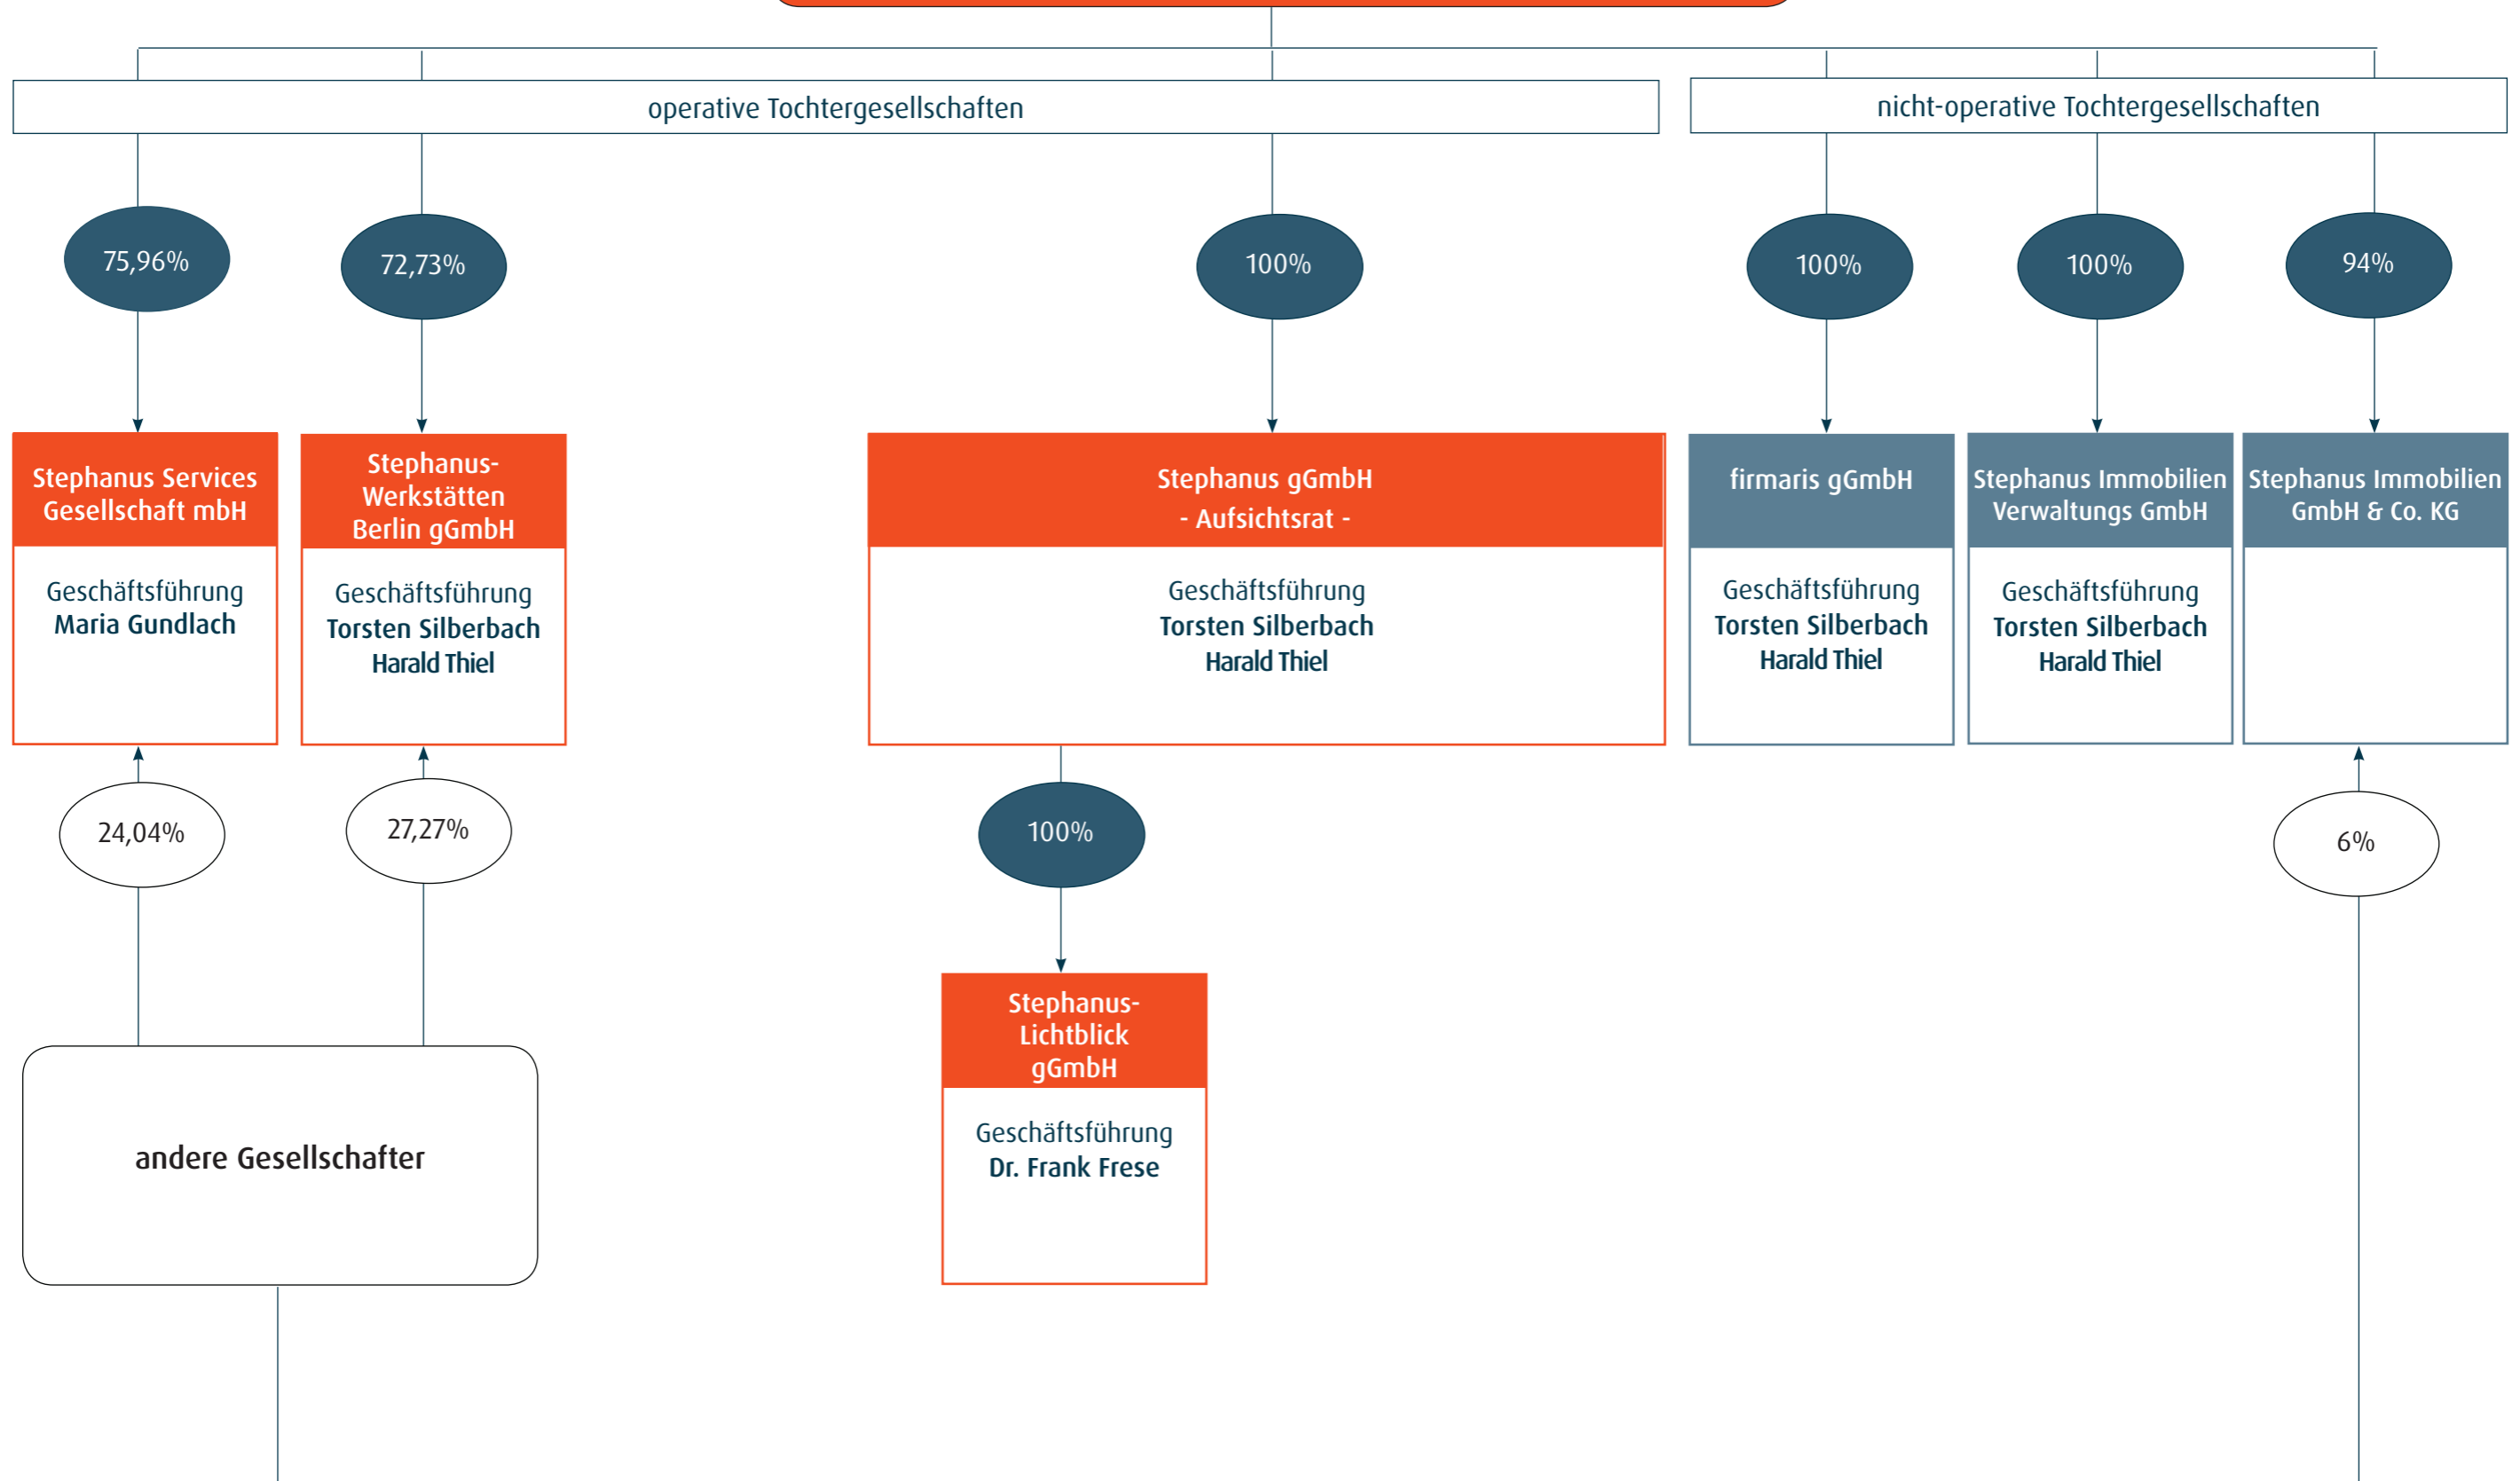 operative Tochtergesellschaften
nicht-operative Tochtergesellschaften
75,96%
72,73%
100%
100%
100%
94%
Stephanus Services
Gesellschaft mbH
Geschäftsführung
Maria Gundlach
Stephanus-
Werkstätten
Berlin gGmbH
Geschäftsführung
Torsten Silberbach
Harald Thiel
Stephanus gGmbH
- Aufsichtsrat -
Geschäftsführung
Torsten Silberbach
Harald Thiel
firmaris gGmbH
Geschäftsführung
Torsten Silberbach
Harald Thiel
Stephanus Immobilien
Verwaltungs GmbH
Geschäftsführung
Torsten Silberbach
Harald Thiel
Stephanus Immobilien
GmbH & Co. KG
24,04%
27,27%
100%
6%
Stephanus-
Lichtblick
gGmbH
Geschäftsführung
Dr. Frank Frese
andere Gesellschafter